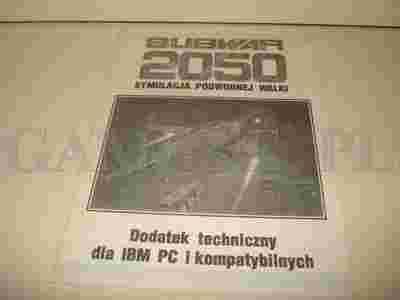 SUBWAR
2050
SYMULACJA PODWODNEJ WALKI
Dodatek techniczny
dla IBM PC i kompatybilnych